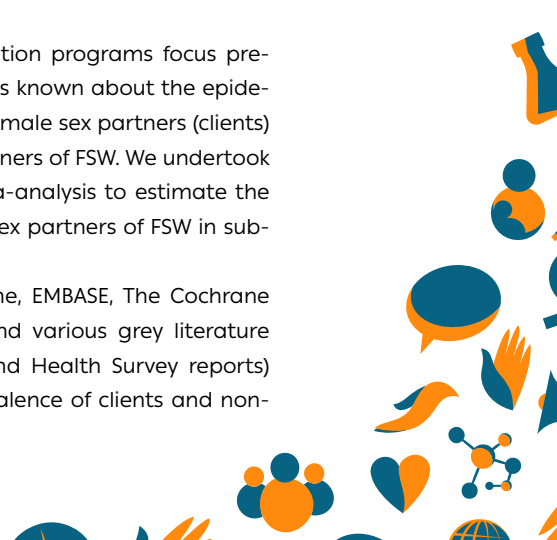 tion programs focus pre-
s known about the epide-
male sex partners (clients)
ners of FSW. We undertook
a-analysis to estimate the
ex partners of FSW in sub-
ne, EMBASE, The Cochrane
nd various grey literature
nd Health Survey reports)
alence of clients and non-